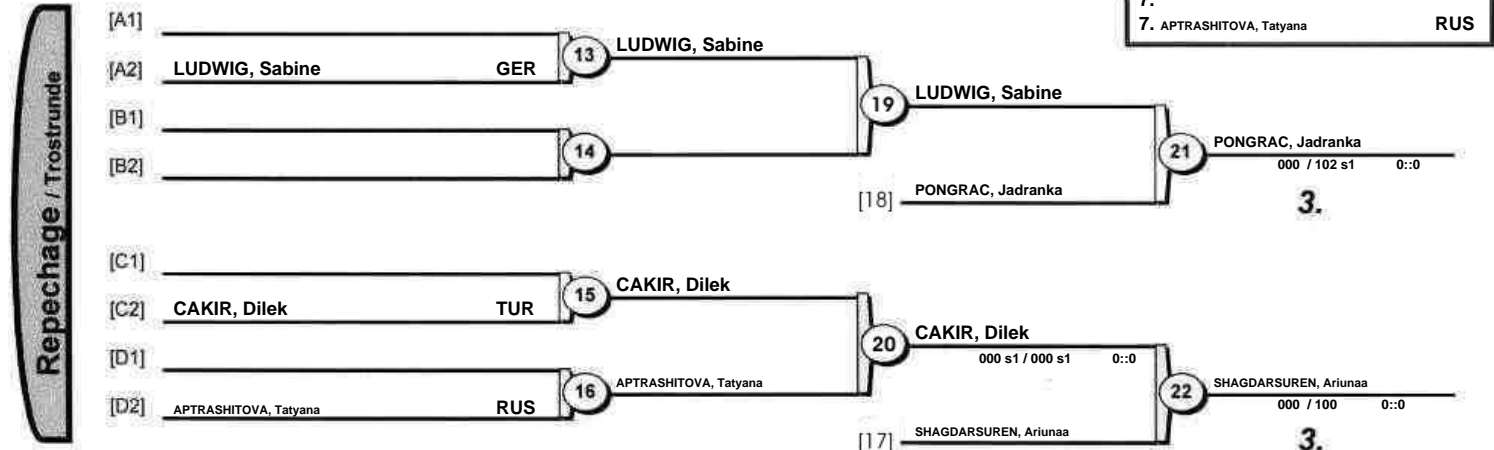 7.
7. APTRASHITOVA, Tatyana RUS
Repechage / Trostrunde
[A1]
[A2] LUDWIG, Sabine GER
13 LUDWIG, Sabine
[B1]
[B2]
14
19 LUDWIG, Sabine
[18] PONGRAC, Jadranka
21 PONGRAC, Jadranka
000 / 102 s1 0::0
3.
[C1]
[C2] CAKIR, Dilek TUR
15 CAKIR, Dilek
[D1]
[D2] APTRASHITOVA, Tatyana RUS
16 APTRASHITOVA, Tatyana
20 CAKIR, Dilek
000 s1 / 000 s1 0::0
[17] SHAGDARSUREN, Ariunaa
22 SHAGDARSUREN, Ariunaa
000 / 100 0::0
3.